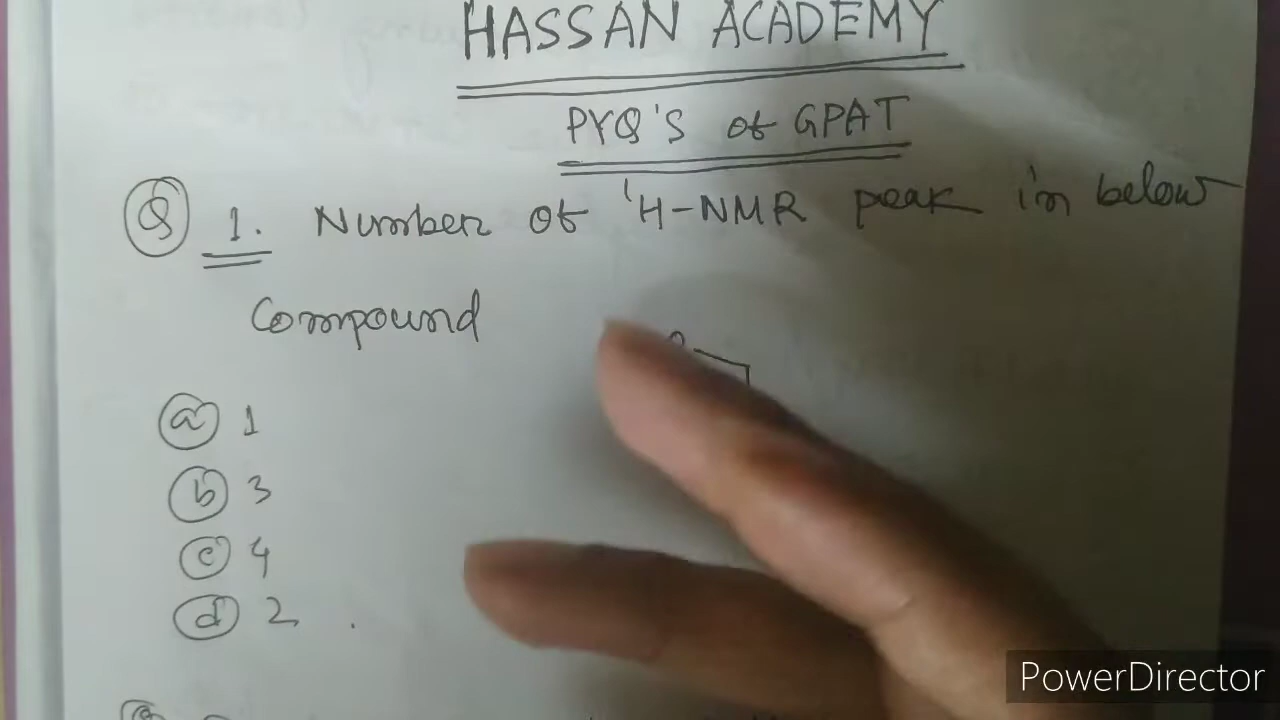 HASSAN ACADEMY
PYQ'S of GPAT
Q 1. Number of ¹H-NMR peak in below
Compound
a 1
b 3
c 4
d 2 .
PowerDirector